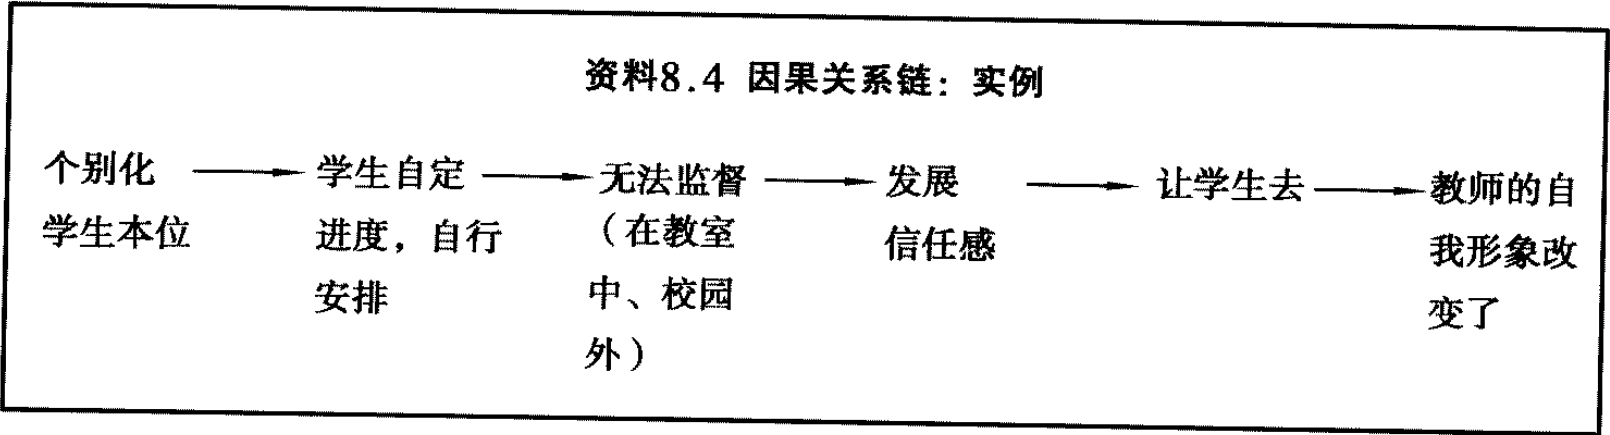 资料8.4 因果关系链：实例
个别化
学生本位
学生自定
进度，自行
安排
无法监督
（在教室
中、校园
外）
发展
信任感
让学生去
教师的自
我形象改
变了